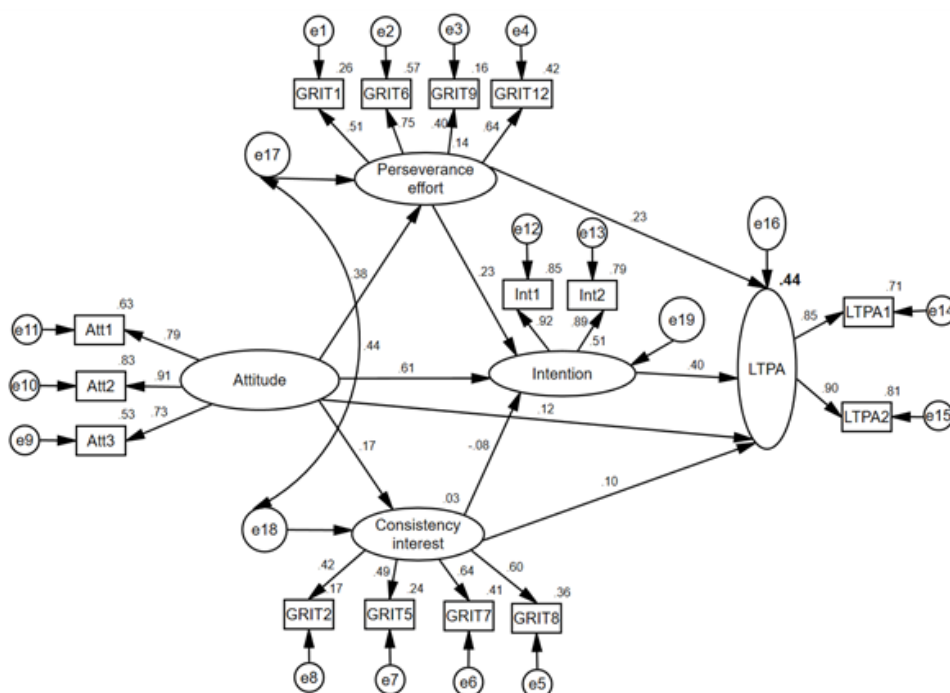 e1
e2
e3
e4
.26
.57
.16
.42
GRIT1
GRIT6
GRIT9
GRIT12
.51
.75
.40
.64
.14
e17
Perseverance
effort
.23
e16
e12
e13
.38
.23
.85
.79
.44
Int1
Int2
.71
.63
.92
.89
e19
.85
LTPA1
e14
e11
Att1
.79
.44
.51
.83
.61
.40
LTPA
e10
Att2
.91
Attitude
Intention
.90
.81
.53
.73
.12
LTPA2
e15
e9
Att3
.17
-.08
.10
.03
e18
Consistency
interest
.42
.49
.64
.60
.17
.24
.41
.36
GRIT2
GRIT5
GRIT7
GRIT8
e8
e7
e6
e5